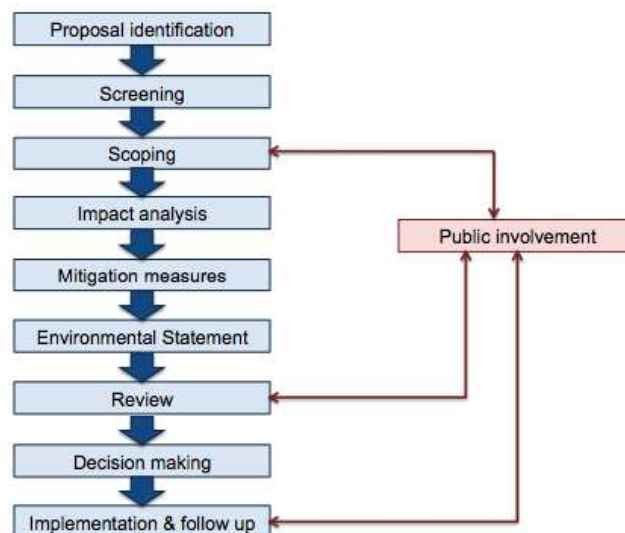 Proposal identification
Screening
Scoping
Impact analysis
Public involvement
Mitigation measures
Environmental Statement
Review
Decision making
Implementation & follow up